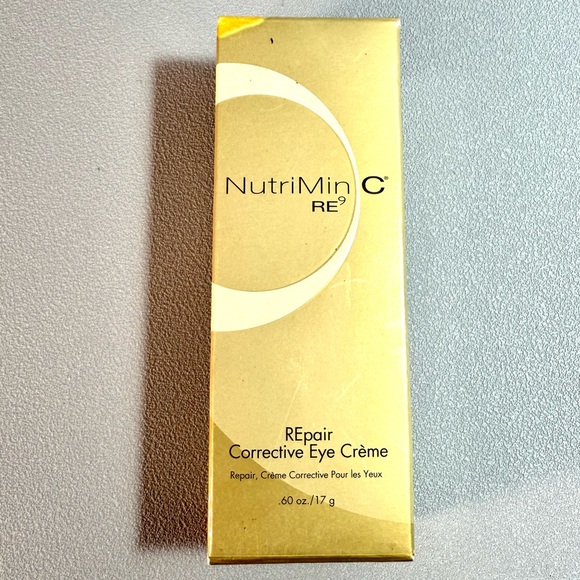 NutriMin C®
RE⁹
REpair
Corrective Eye Crème
Repair, Crème Corrective Pour les Yeux
.60 oz./17 g